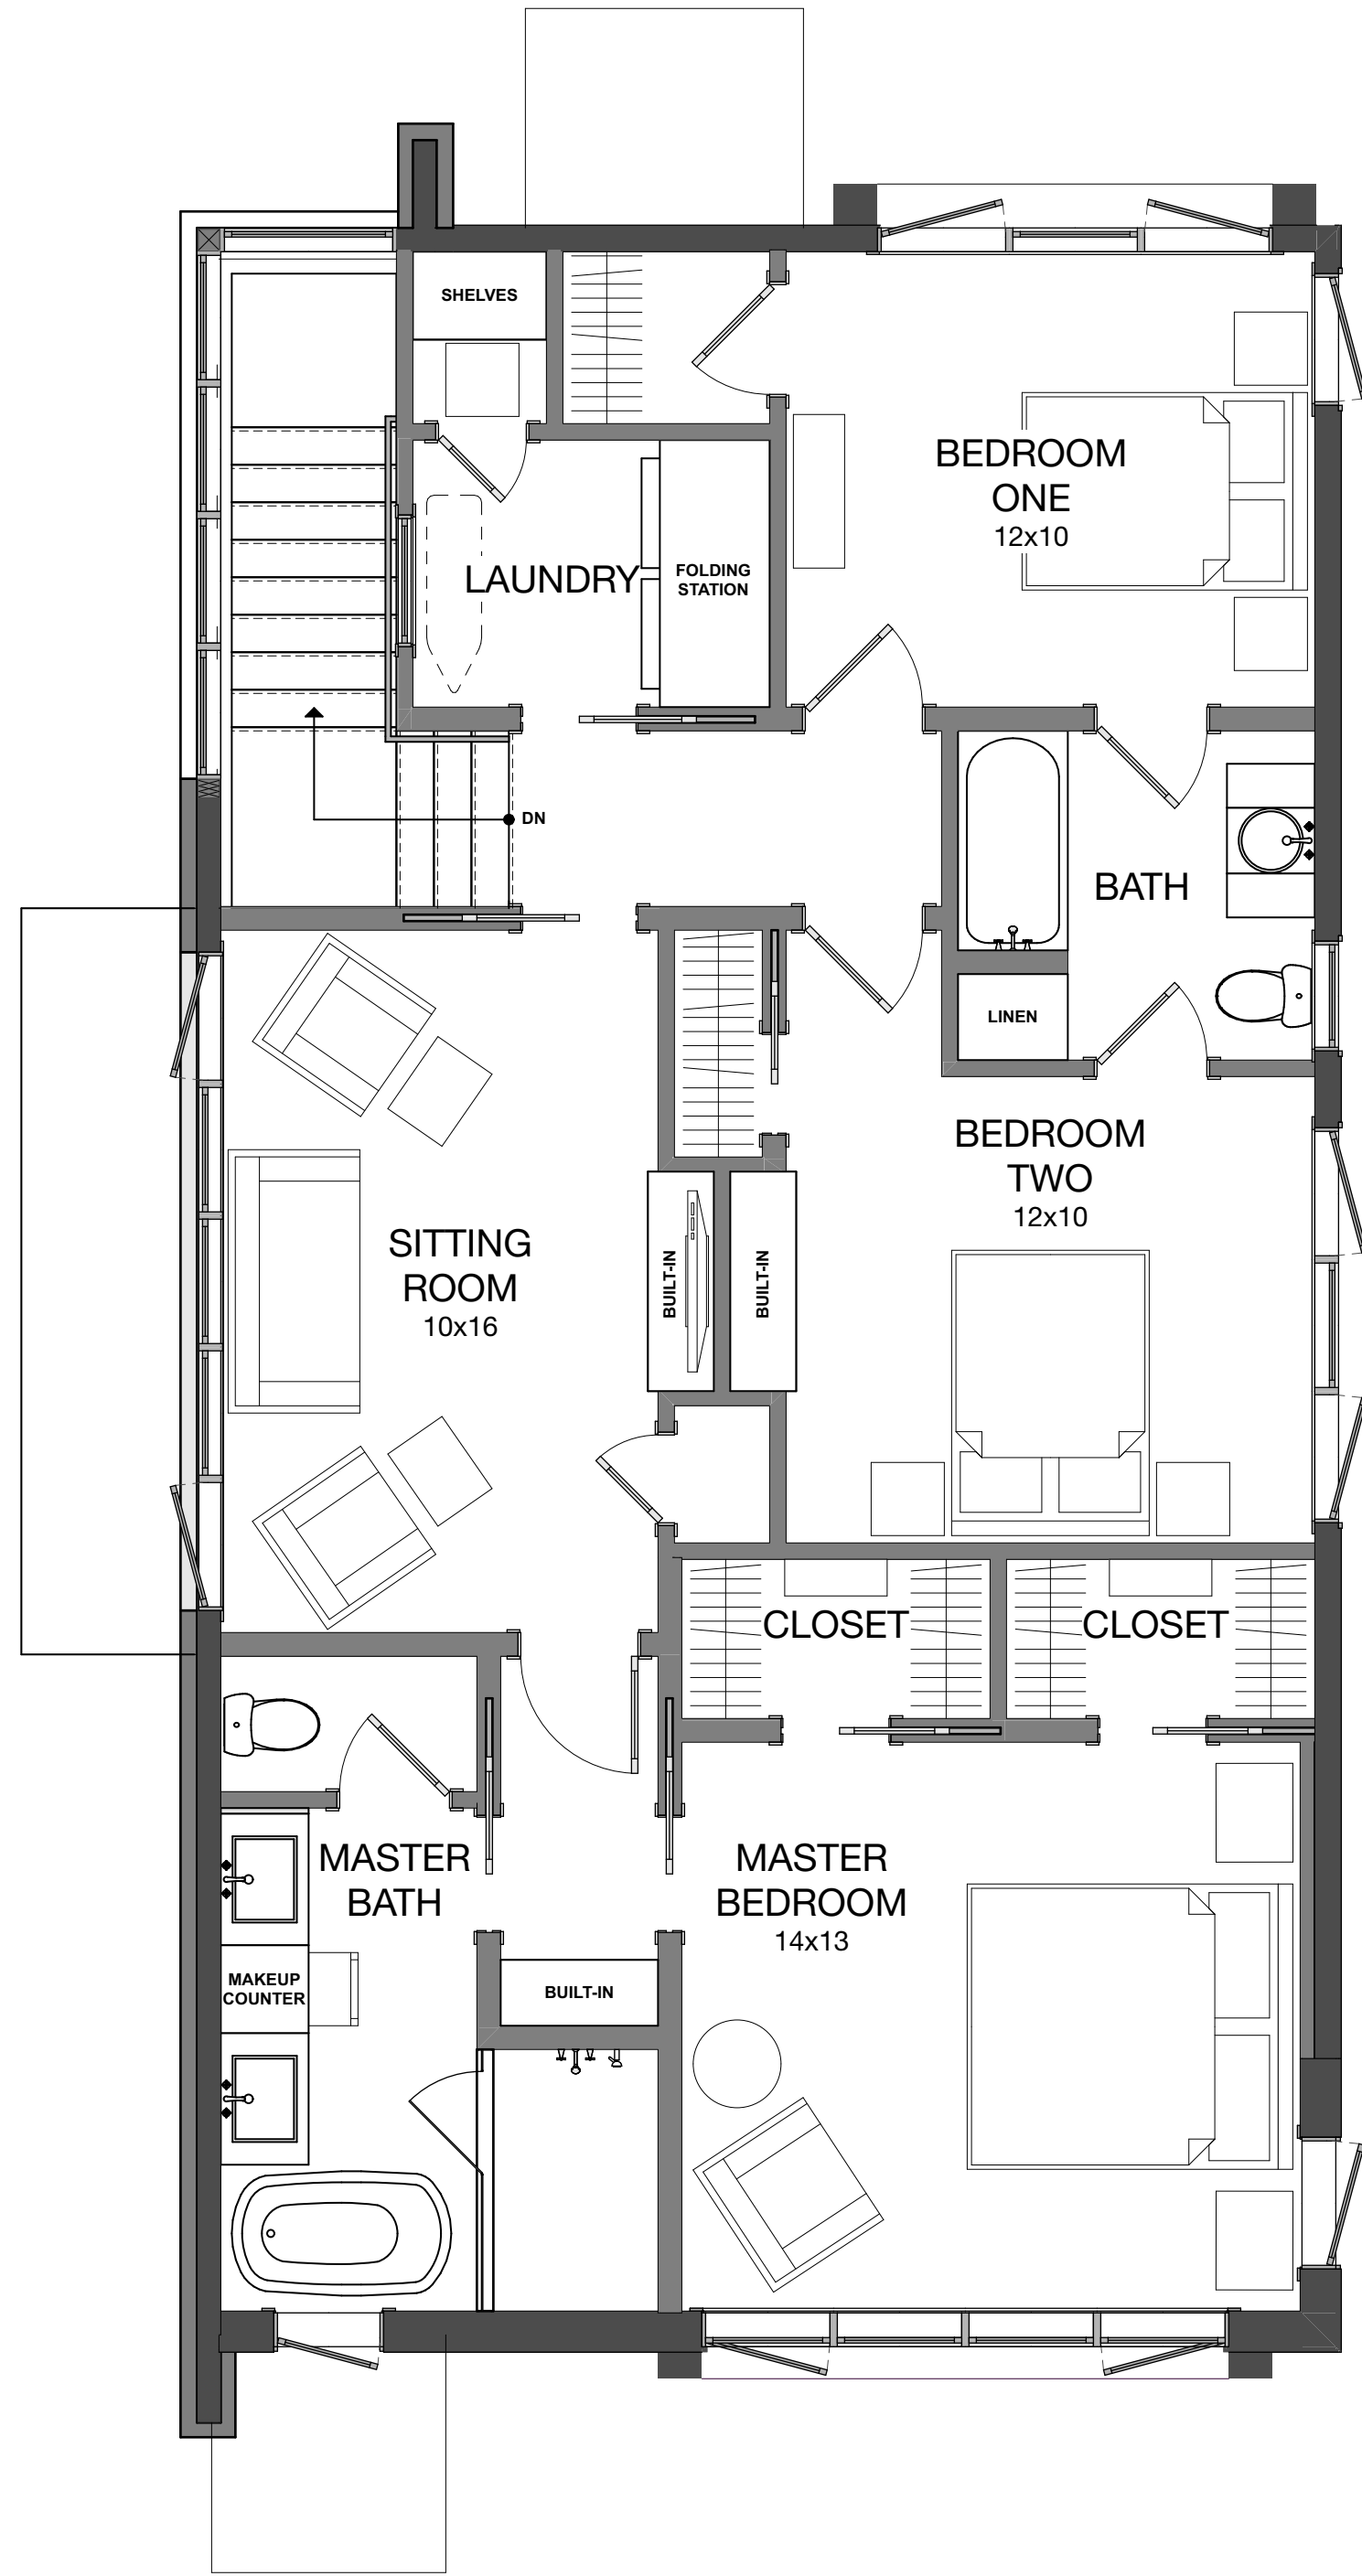 SHELVES
BEDROOM
ONE
12x10
LAUNDRY
FOLDING
STATION
DN
BATH
LINEN
BEDROOM
TWO
12x10
SITTING
ROOM
10x16
BUILT-IN
BUILT-IN
CLOSET
CLOSET
MASTER
BATH
MASTER
BEDROOM
14x13
MAKEUP
COUNTER
BUILT-IN